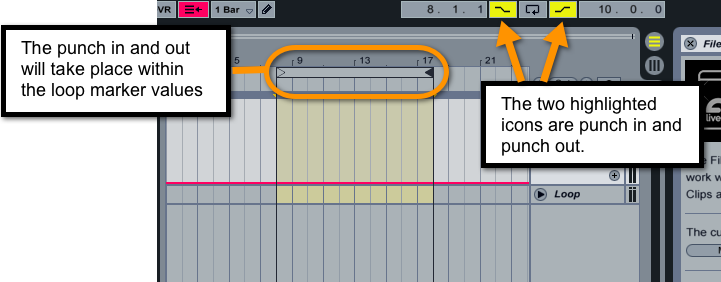 VR
1 Bar
8. 1. 1
10. 0. 0
The punch in and out
will take place within
the loop marker values
5
9
13
17
21
File
live
The two highlighted
icons are punch in and
punch out.
e Fi
work w
Clips a
Loop
The cu